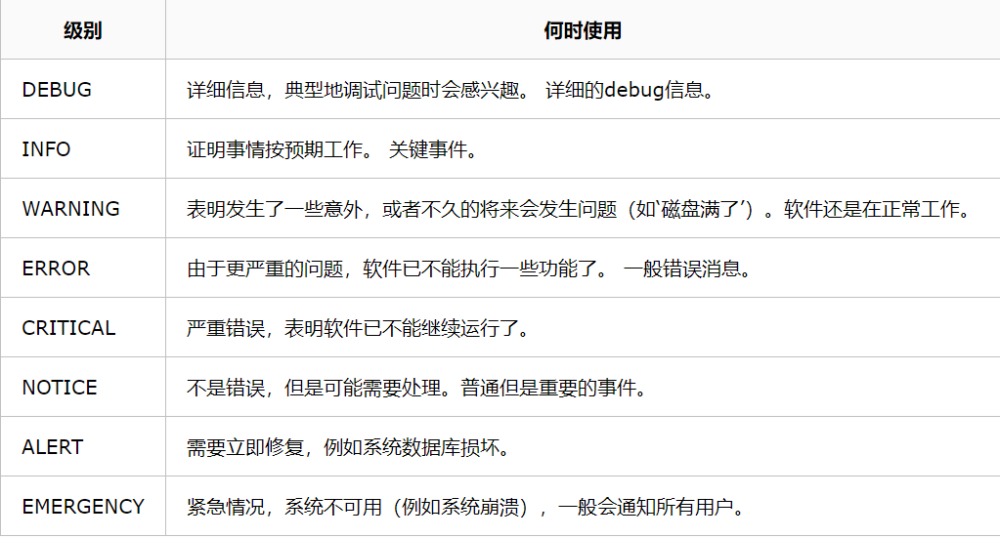 级别 何时使用
DEBUG 详细信息，典型地调试问题时会感兴趣。 详细的debug信息。
INFO 证明事情按预期工作。 关键事件。
WARNING 表明发生了一些意外，或者不久的将来会发生问题（如‘磁盘满了’）。软件还是在正常工作。
ERROR 由于更严重的问题，软件已不能执行一些功能了。 一般错误消息。
CRITICAL 严重错误，表明软件已不能继续运行了。
NOTICE 不是错误，但是可能需要处理。普通但是重要的事件。
ALERT 需要立即修复，例如系统数据库损坏。
EMERGENCY 紧急情况，系统不可用（例如系统崩溃），一般会通知所有用户。